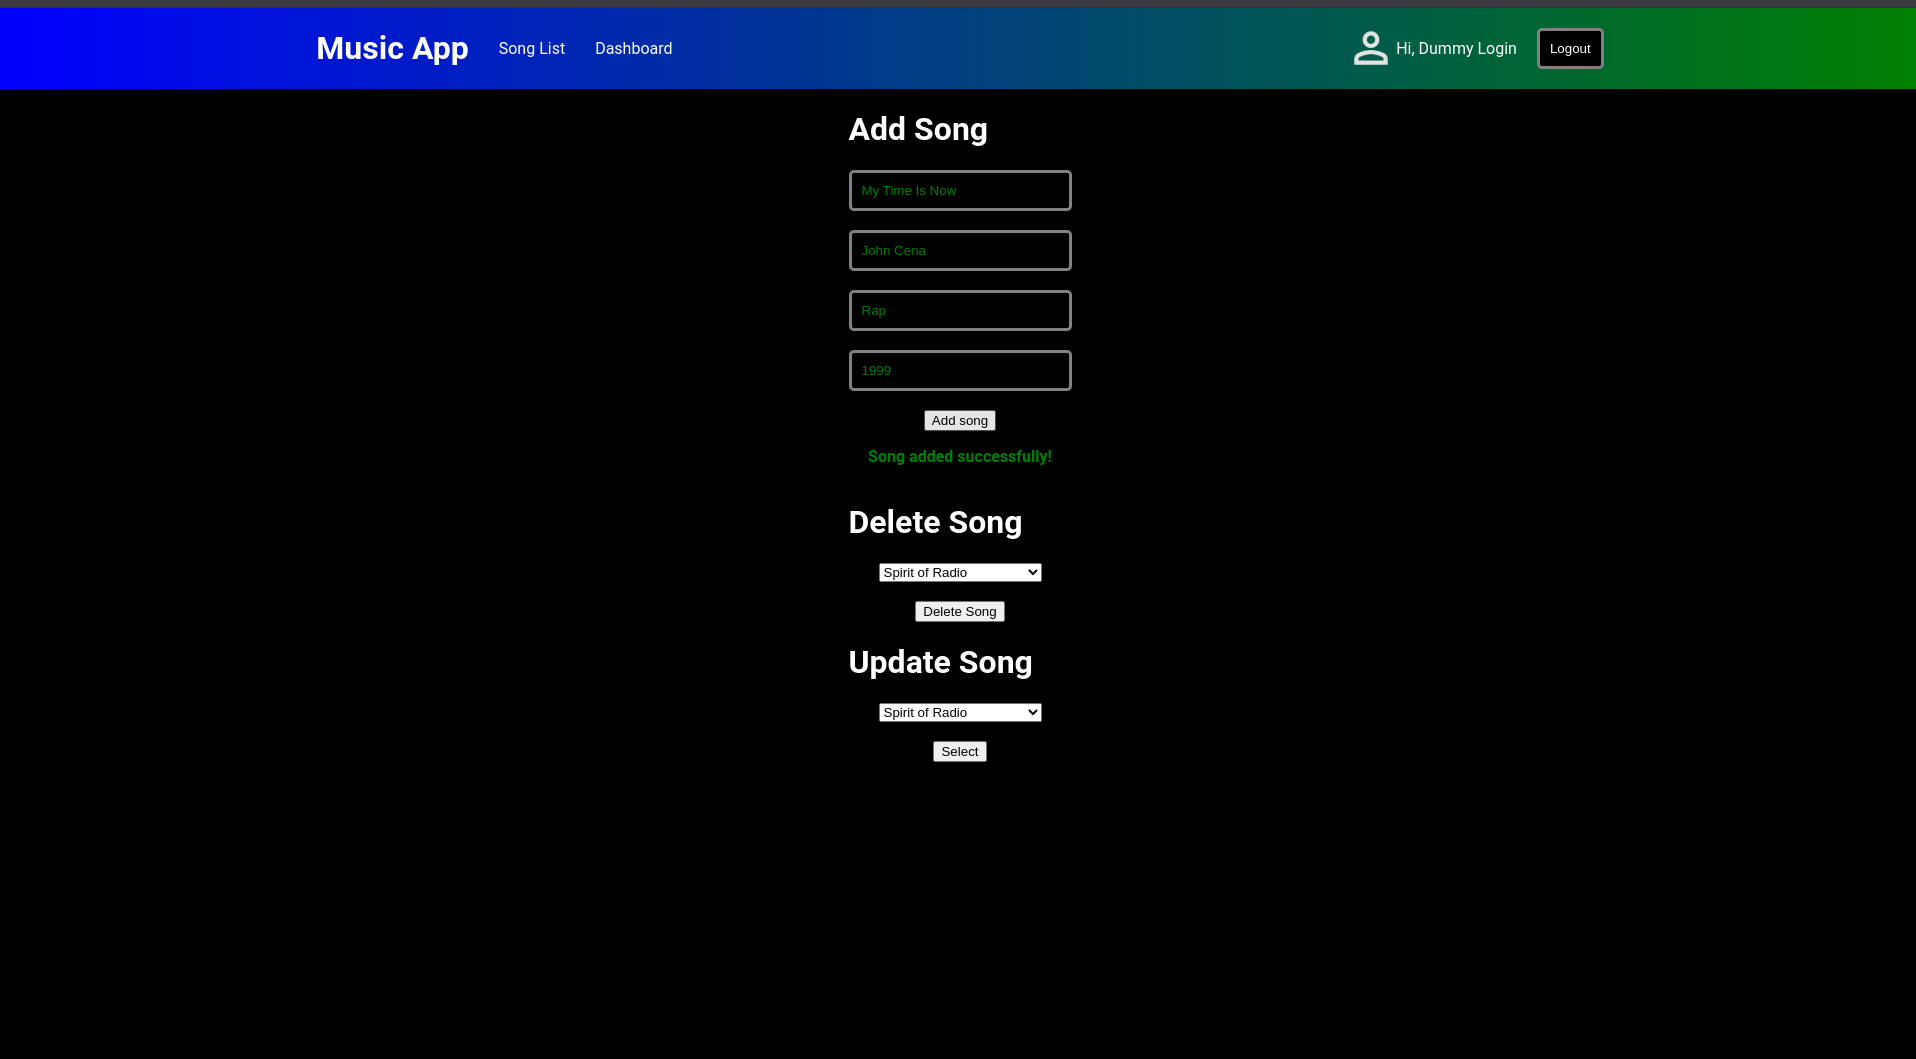 Music App Song List Dashboard Hi, Dummy Login Logout
Add Song
My Time Is Now
John Cena
Rap
1999
Add song
Song added successfully!
Delete Song
Spirit of Radio
Delete Song
Update Song
Spirit of Radio
Select